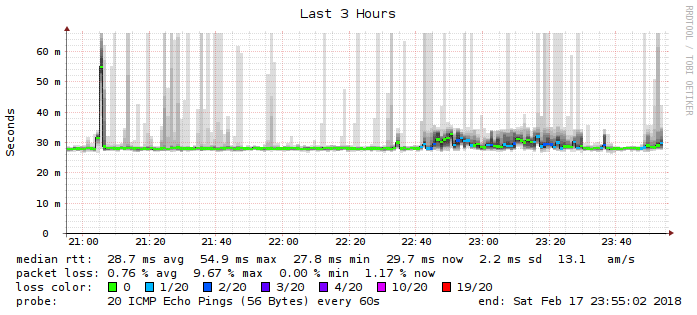 Last 3 Hours
RRDTOOL / TOBI OETIKER
Seconds
60 m
50 m
40 m
30 m
20 m
10 m
0
21:00 21:20 21:40 22:00 22:20 22:40 23:00 23:20 23:40
median rtt: 28.7 ms avg 54.9 ms max 27.8 ms min 29.7 ms now 2.2 ms sd 13.1 am/s
packet loss: 0.76 % avg 9.67 % max 0.00 % min 1.17 % now
loss color: 0 1/20 2/20 3/20 4/20 10/20 19/20
probe: 20 ICMP Echo Pings (56 Bytes) every 60s end: Sat Feb 17 23:55:02 2018